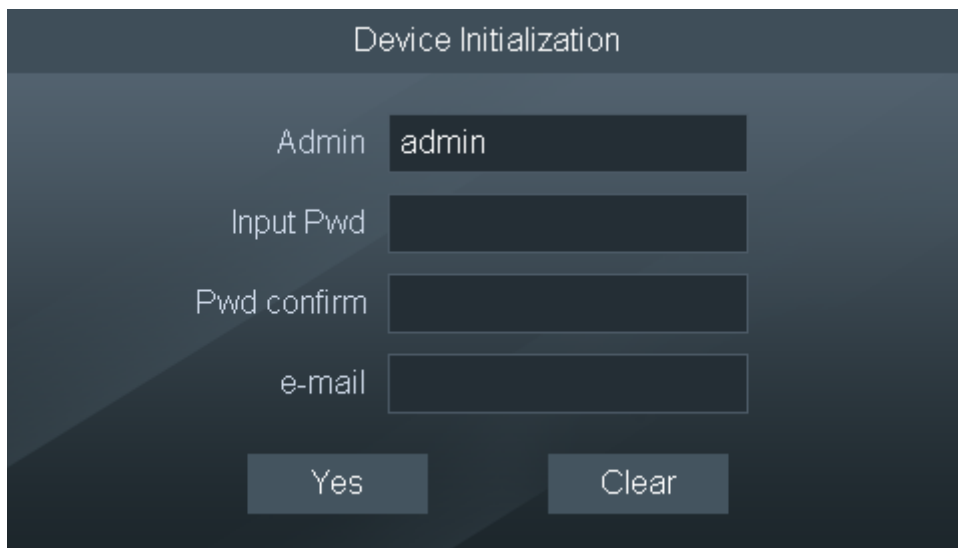 Device Initialization
Admin admin
Input Pwd
Pwd confirm
e-mail
Yes Clear